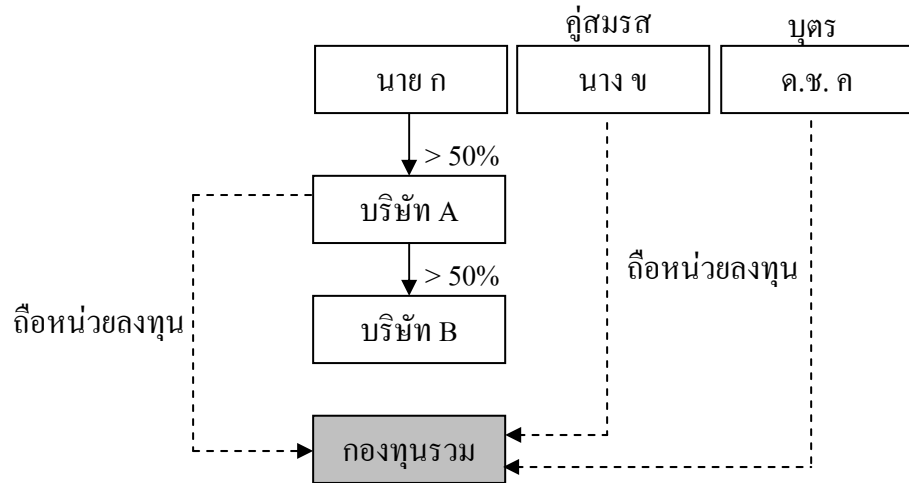 คู่สมรส
บุตร
นาย ก
นาง ข
ด.ช. ค
> 50%
บริษัท A
> 50%
ถือหน่วยลงทุน
ถือหน่วยลงทุน
บริษัท B
กองทุนรวม